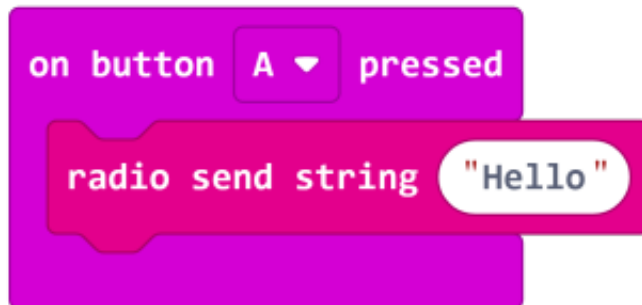 on button A pressed
radio send string "Hello"